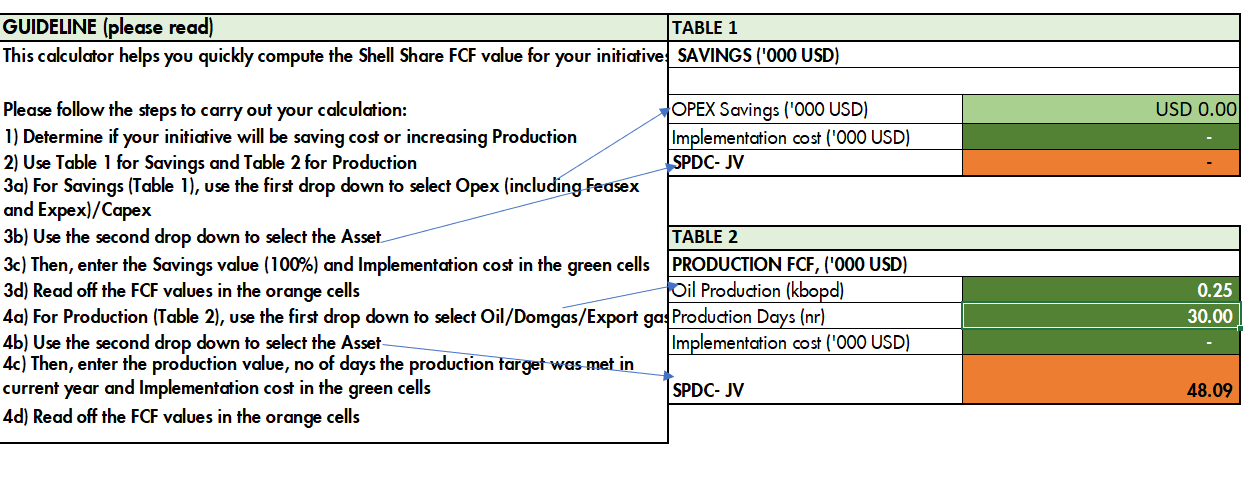 GUIDELINE (please read)
This calculator helps you quickly compute the Shell Share FCF value for your initiatives
Please follow the steps to carry out your calculation:
1) Determine if your initiative will be saving cost or increasing Production
2) Use Table 1 for Savings and Table 2 for Production
3a) For Savings (Table 1), use the first drop down to select Opex (including Feasex
and Expex)/Capex
3b) Use the second drop down to select the Asset
3c) Then, enter the Savings value (100%) and Implementation cost in the green cells
3d) Read off the FCF values in the orange cells
4a) For Production (Table 2), use the first drop down to select Oil/Domgas/Export gas
4b) Use the second drop down to select the Asset
4c) Then, enter the production value, no of days the production target was met in
current year and Implementation cost in the green cells
4d) Read off the FCF values in the orange cells
TABLE 1
SAVINGS ('000 USD)
OPEX Savings ('000 USD) USD 0.00
Implementation cost ('000 USD) -
SPDC- JV -
TABLE 2
PRODUCTION FCF, ('000 USD)
Oil Production (kbopd) 0.25
Production Days (nr) 30.00
Implementation cost ('000 USD) -
SPDC- JV 48.09